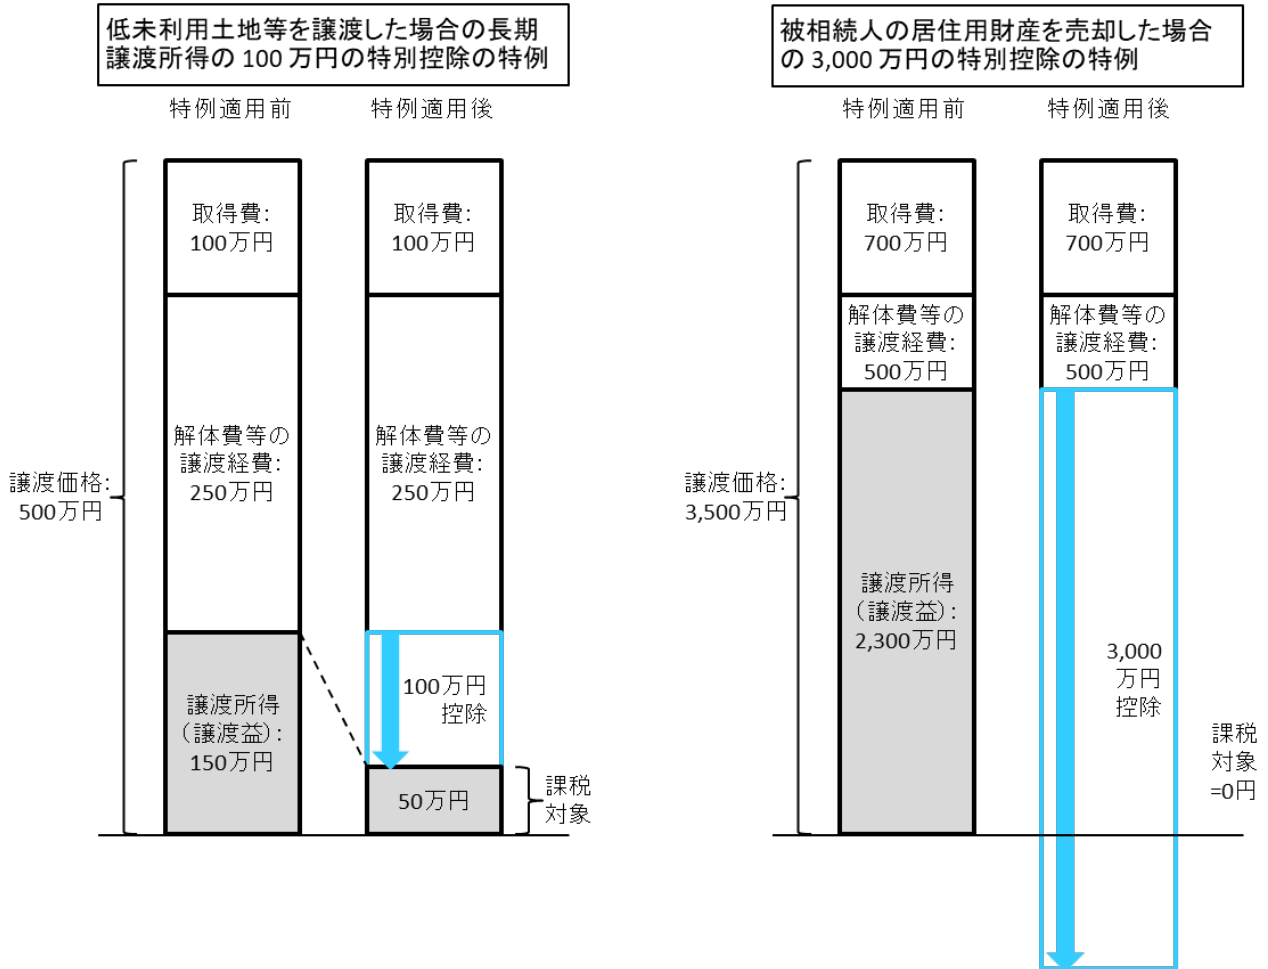 低未利用土地等を譲渡した場合の長期
譲渡所得の 100 万円の特別控除の特例
特例適用前
特例適用後
譲渡価格:
500万円
取得費:
100万円
解体費等の
譲渡経費:
250万円
譲渡所得
(譲渡益):
150万円
取得費:
100万円
解体費等の
譲渡経費:
250万円
100万円
控除
50万円
課税
対象
被相続人の居住用財産を売却した場合
の 3,000 万円の特別控除の特例
特例適用前
特例適用後
譲渡価格:
3,500万円
取得費:
700万円
解体費等の
譲渡経費:
500万円
譲渡所得
(譲渡益):
2,300万円
取得費:
700万円
解体費等の
譲渡経費:
500万円
3,000
万円
控除
課税
対象
=0円